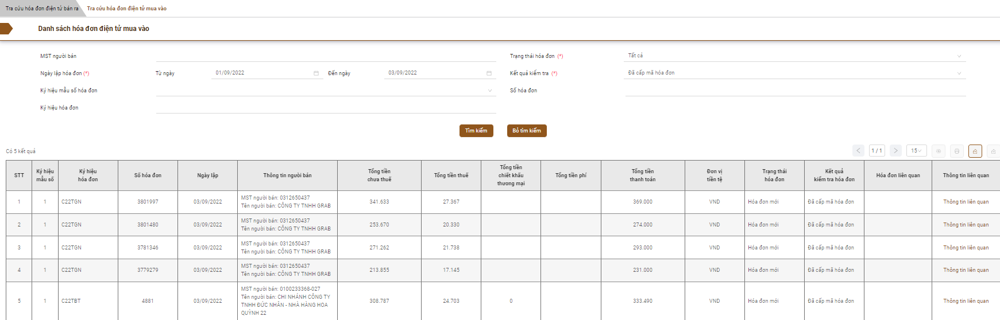 Tra cứu hóa đơn điện tử bán ra
Tra cứu hóa đơn điện tử mua vào
Danh sách hóa đơn điện tử mua vào
MST người bán
Trạng thái hóa đơn (*)
Tất cả
Ngày lập hóa đơn (*)
Từ ngày
01/09/2022
Đến ngày
03/09/2022
Kết quả kiểm tra (*)
Đã cấp mã hóa đơn
Ký hiệu mẫu số hóa đơn
Số hóa đơn
Ký hiệu hóa đơn
Tìm kiếm
Bỏ tìm kiếm
Có 5 kết quả
1 / 1
15
STT
Ký hiệu
mẫu số
Ký hiệu
hóa đơn
Số hóa đơn
Ngày lập
Thông tin người bán
Tổng tiền
chưa thuế
Tổng tiền thuế
Tổng tiền
chiết khấu
thương mại
Tổng tiền phí
Tổng tiền
thanh toán
Đơn vị
tiền tệ
Trạng thái
hóa đơn
Kết quả
kiểm tra hóa đơn
Hóa đơn liên quan
Thông tin liên quan
1
1
C22TGN
3801997
03/09/2022
MST người bán: 0312650437
Tên người bán: CÔNG TY TNHH GRAB
341.633
27.367
369.000
VND
Hóa đơn mới
Đã cấp mã hóa đơn
Thông tin liên quan
2
1
C22TGN
3801480
03/09/2022
MST người bán: 0312650437
Tên người bán: CÔNG TY TNHH GRAB
253.670
20.330
274.000
VND
Hóa đơn mới
Đã cấp mã hóa đơn
Thông tin liên quan
3
1
C22TGN
3781346
03/09/2022
MST người bán: 0312650437
Tên người bán: CÔNG TY TNHH GRAB
271.262
21.738
293.000
VND
Hóa đơn mới
Đã cấp mã hóa đơn
Thông tin liên quan
4
1
C22TGN
3779279
03/09/2022
MST người bán: 0312650437
Tên người bán: CÔNG TY TNHH GRAB
213.855
17.145
231.000
VND
Hóa đơn mới
Đã cấp mã hóa đơn
Thông tin liên quan
5
1
C22TBT
4881
03/09/2022
MST người bán: 0100233368-027
Tên người bán: CHI NHÁNH CÔNG TY
TNHH ĐỨC NHÂN - NHÀ HÀNG HOA
QUỲNH 22
308.787
24.703
0
333.490
VND
Hóa đơn mới
Đã cấp mã hóa đơn
Thông tin liên quan